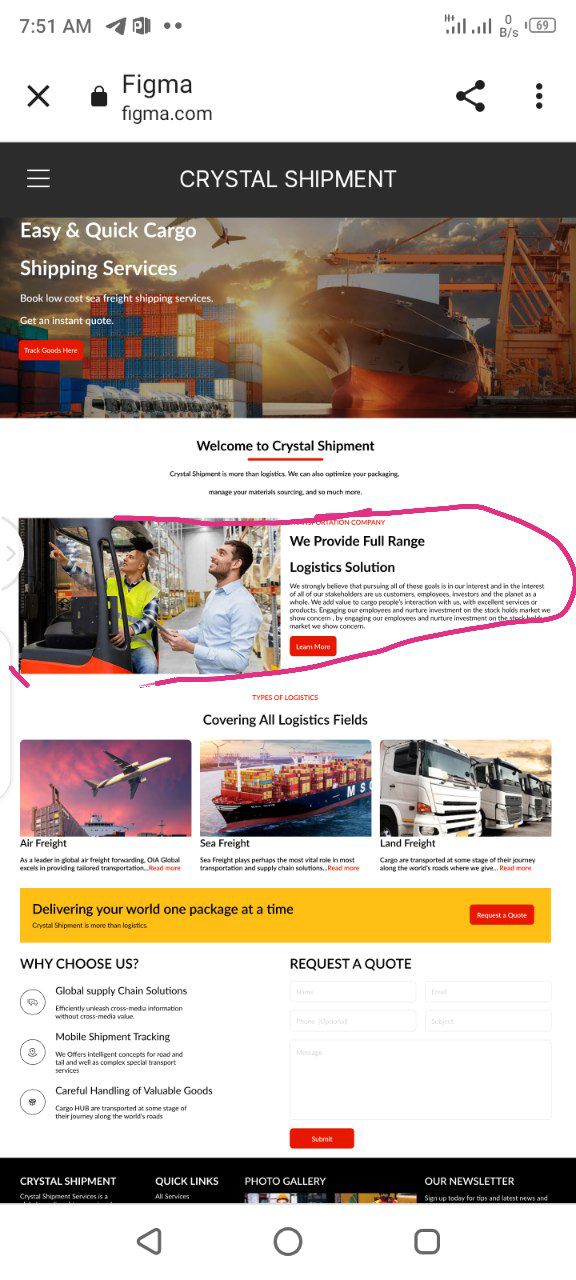 7:51 AM
H+
0
B/s
69
Figma
figma.com
CRYSTAL SHIPMENT
Easy & Quick Cargo
Shipping Services
Book low cost sea freight shipping services.
Get an instant quote.
Track Goods Here
Welcome to Crystal Shipment
Crystal Shipment is more than logistics. We can also optimize your packaging,
manage your materials sourcing, and so much more.
COMPANY
We Provide Full Range
Logistics Solution
We strongly believe that pursuing all of these goals is in our interest and in the interest
of all of our stakeholders are us customers, employees, investors and the planet as a
whole. We add value to cargo people's interaction with us, with excellent services or
products. Engaging our employees and nurture investment on the stock holds market we
show concern , by engaging our employees and nurture investment on the stock holds
market we show concern.
Learn More
TYPES OF LOGISTICS
Covering All Logistics Fields
M S
Air Freight
As a leader in global air freight forwarding, OIA Global
excels in providing tailored transportation...Read more
Sea Freight
Sea Freight plays perhaps the most vital role in most
transportation and supply chain solutions...Read more
Land Freight
Cargo are transported at some stage of their journey
along the world's roads where we give... Read more
Delivering your world one package at a time
Crystal Shipment is more than logistics.
Request a Quote
WHY CHOOSE US?
Global supply Chain Solutions
Efficiently unleash cross-media information
without cross-media value.
Mobile Shipment Tracking
We Offers intelligent concepts for road and
tail and well as complex special transport
services
Careful Handling of Valuable Goods
Cargo HUB are transported at some stage of
their journey along the world's roads
REQUEST A QUOTE
Name
Email
Phone (Optional)
Subject
Message
Submit
CRYSTAL SHIPMENT
Crystal Shipment Services is a
QUICK LINKS
All Services
PHOTO GALLERY
OUR NEWSLETTER
Sign up today for tips and latest news and